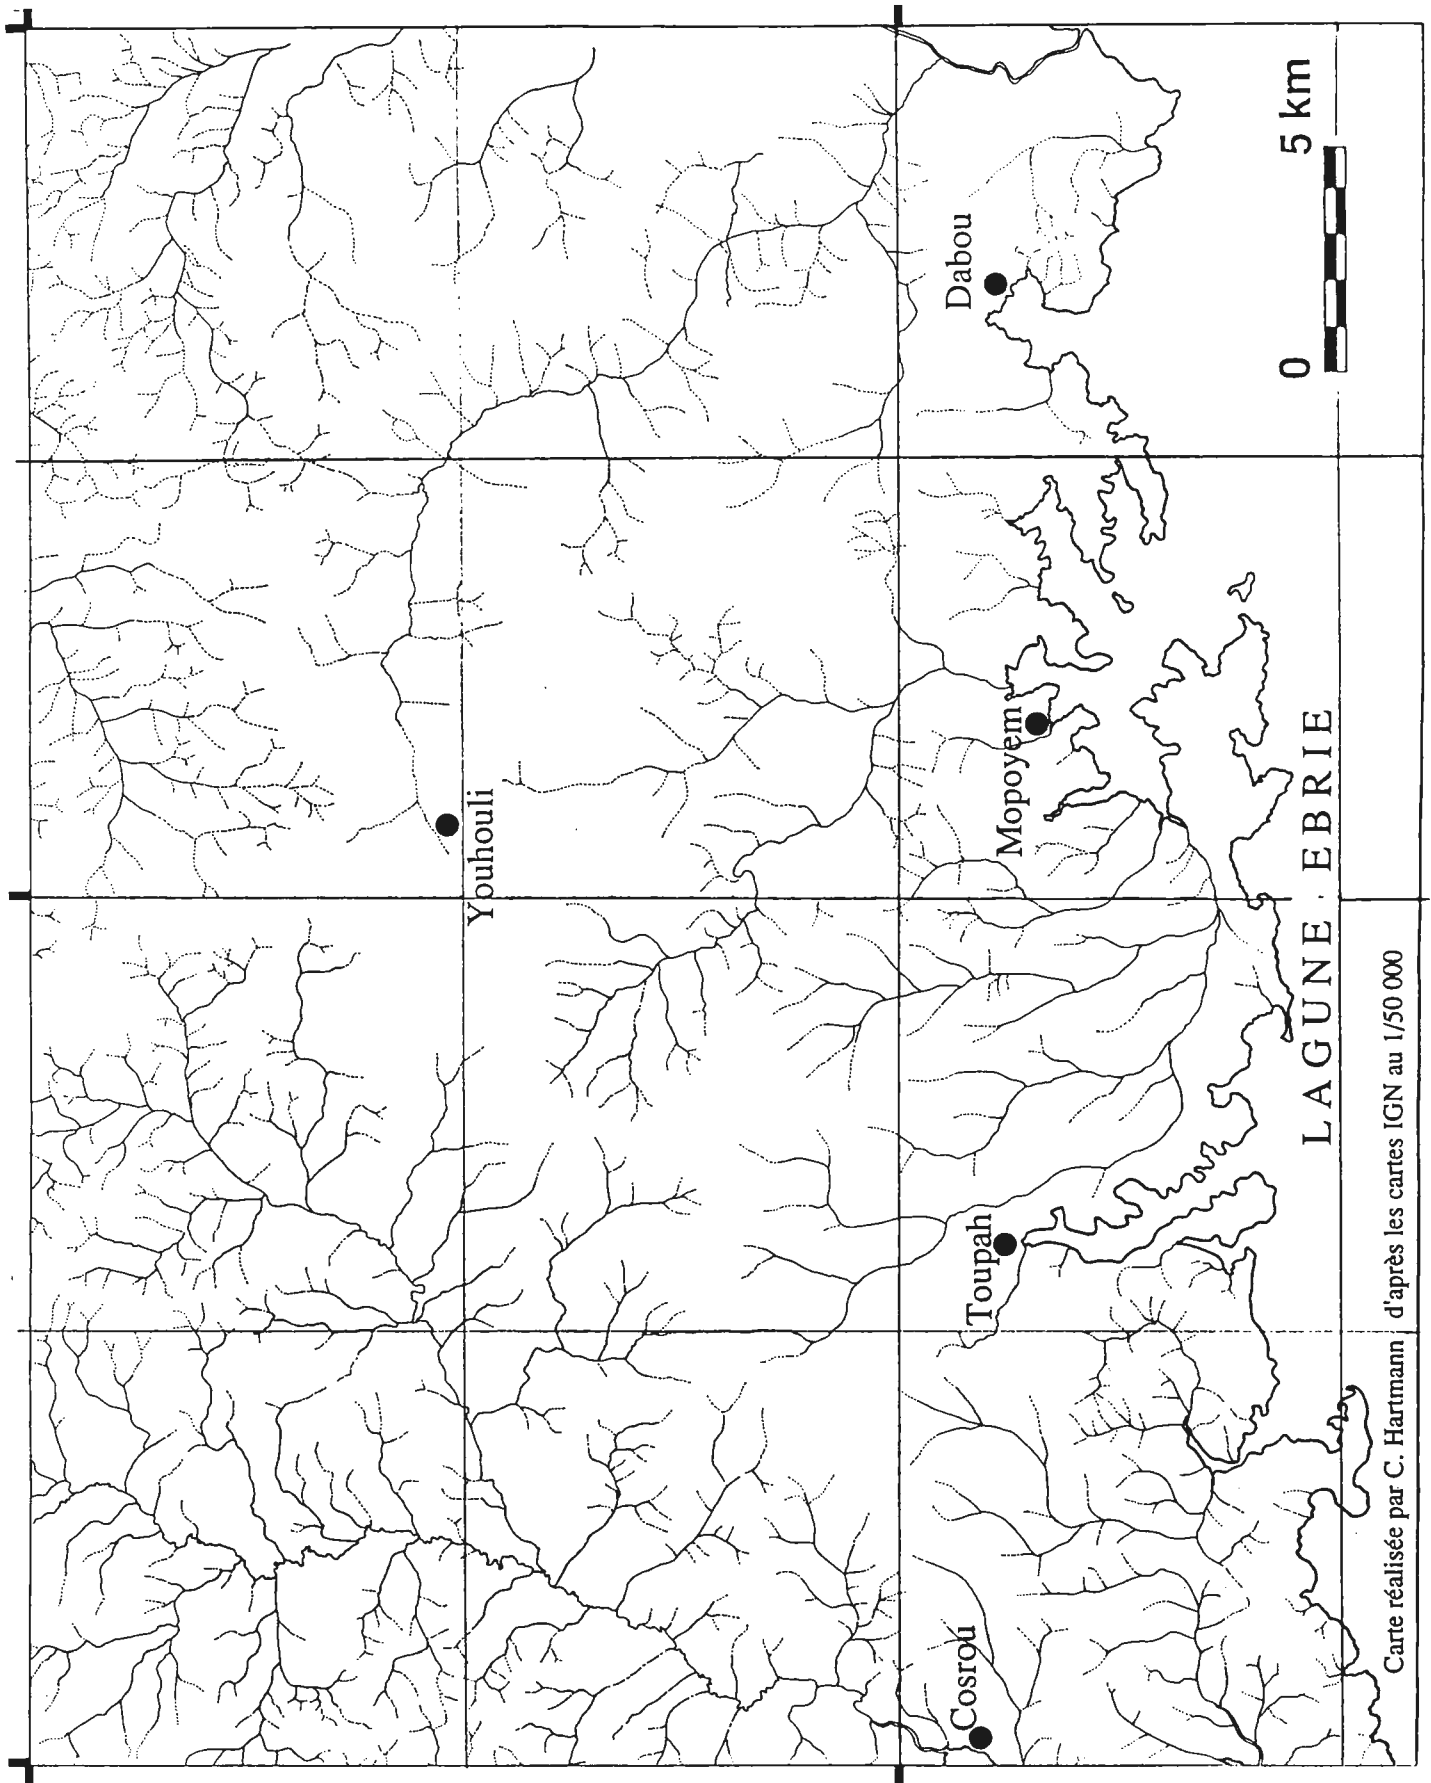 Youhouli
Cosrou
Toupah
Mopoyem
Dabou
LAGUNE EBRIE
0 5 km
Carte réalisée par C. Hartmann d'après les cartes IGN au 1/50 000